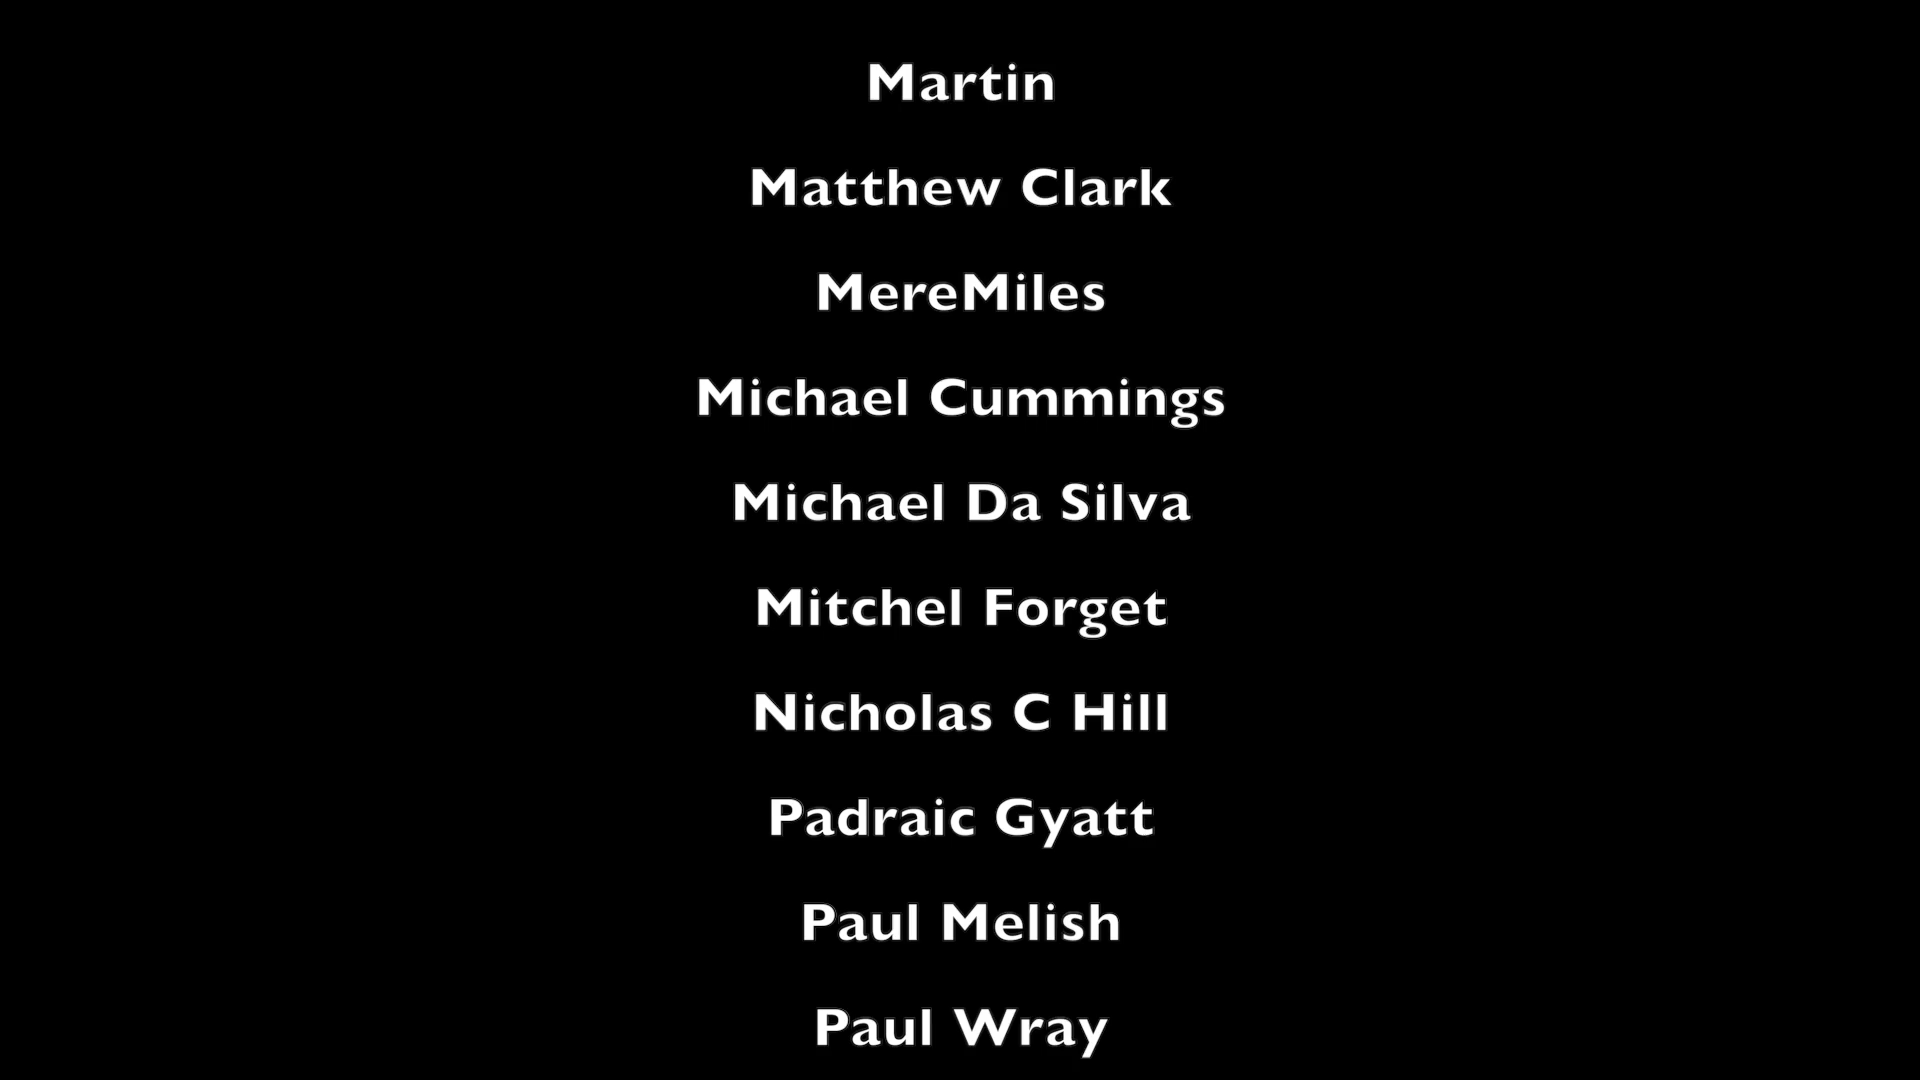 Martin
Matthew Clark
MereMiles
Michael Cummings
Michael Da Silva
Mitchel Forget
Nicholas C Hill
Padraic Gyatt
Paul Melish
Paul Wray